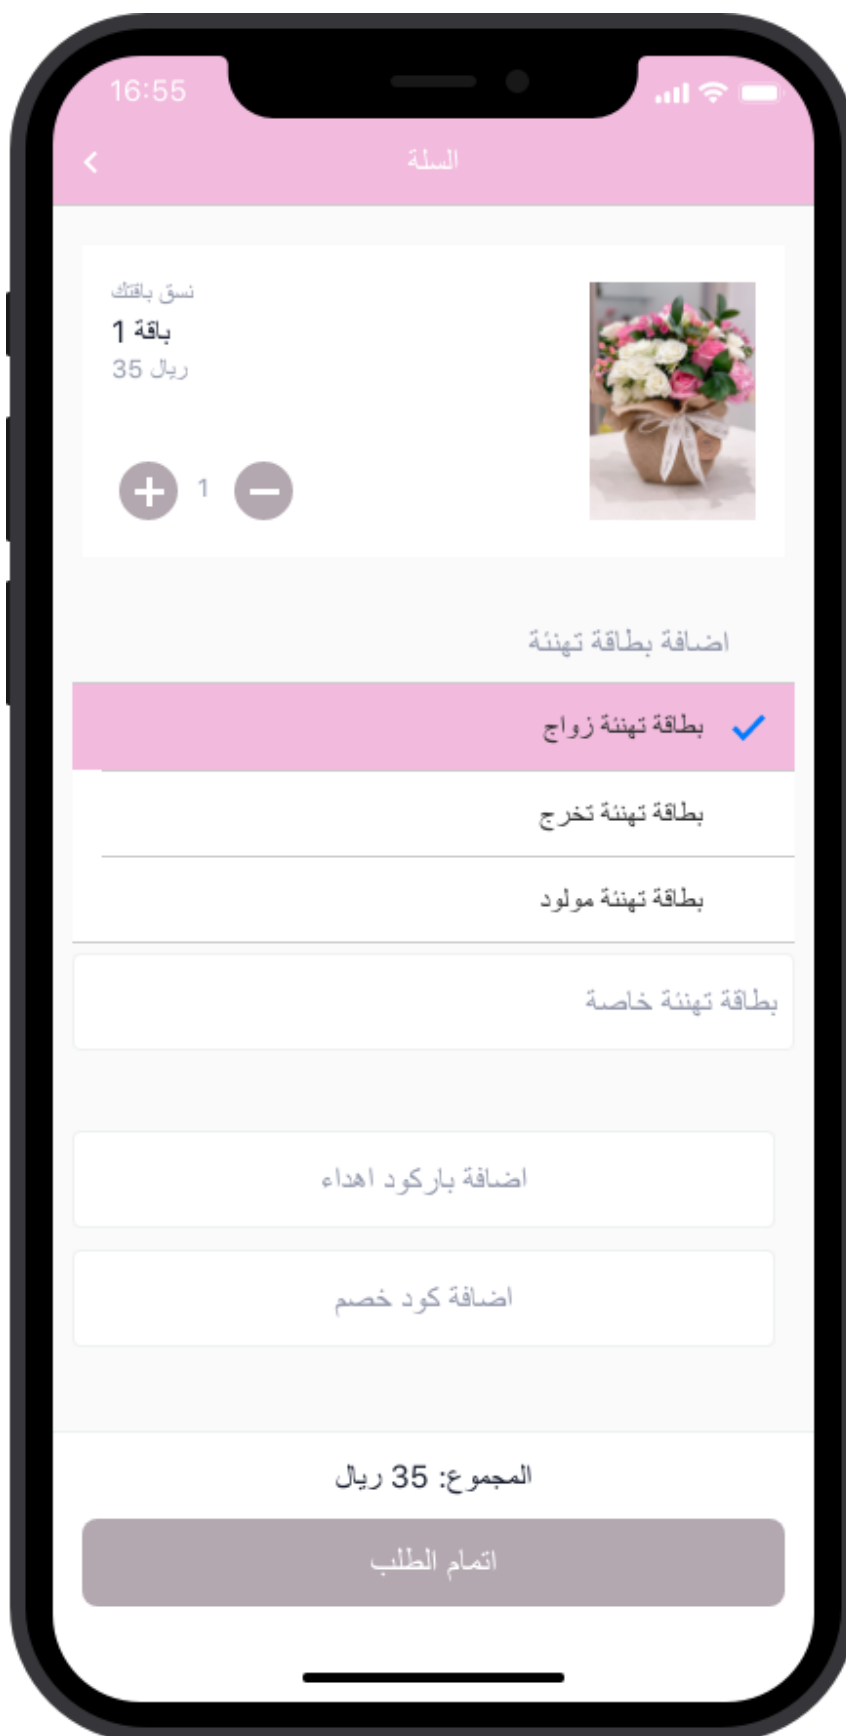 16:55
السلة
نسق باقتك
باقة 1
35 ريال
1
اضافة بطاقة تهنئة
بطاقة تهنئة زواج
بطاقة تهنئة تخرج
بطاقة تهنئة مولود
بطاقة تهنئة خاصة
اضافة باركود اهداء
اضافة كود خصم
المجموع: 35 ريال
اتمام الطلب